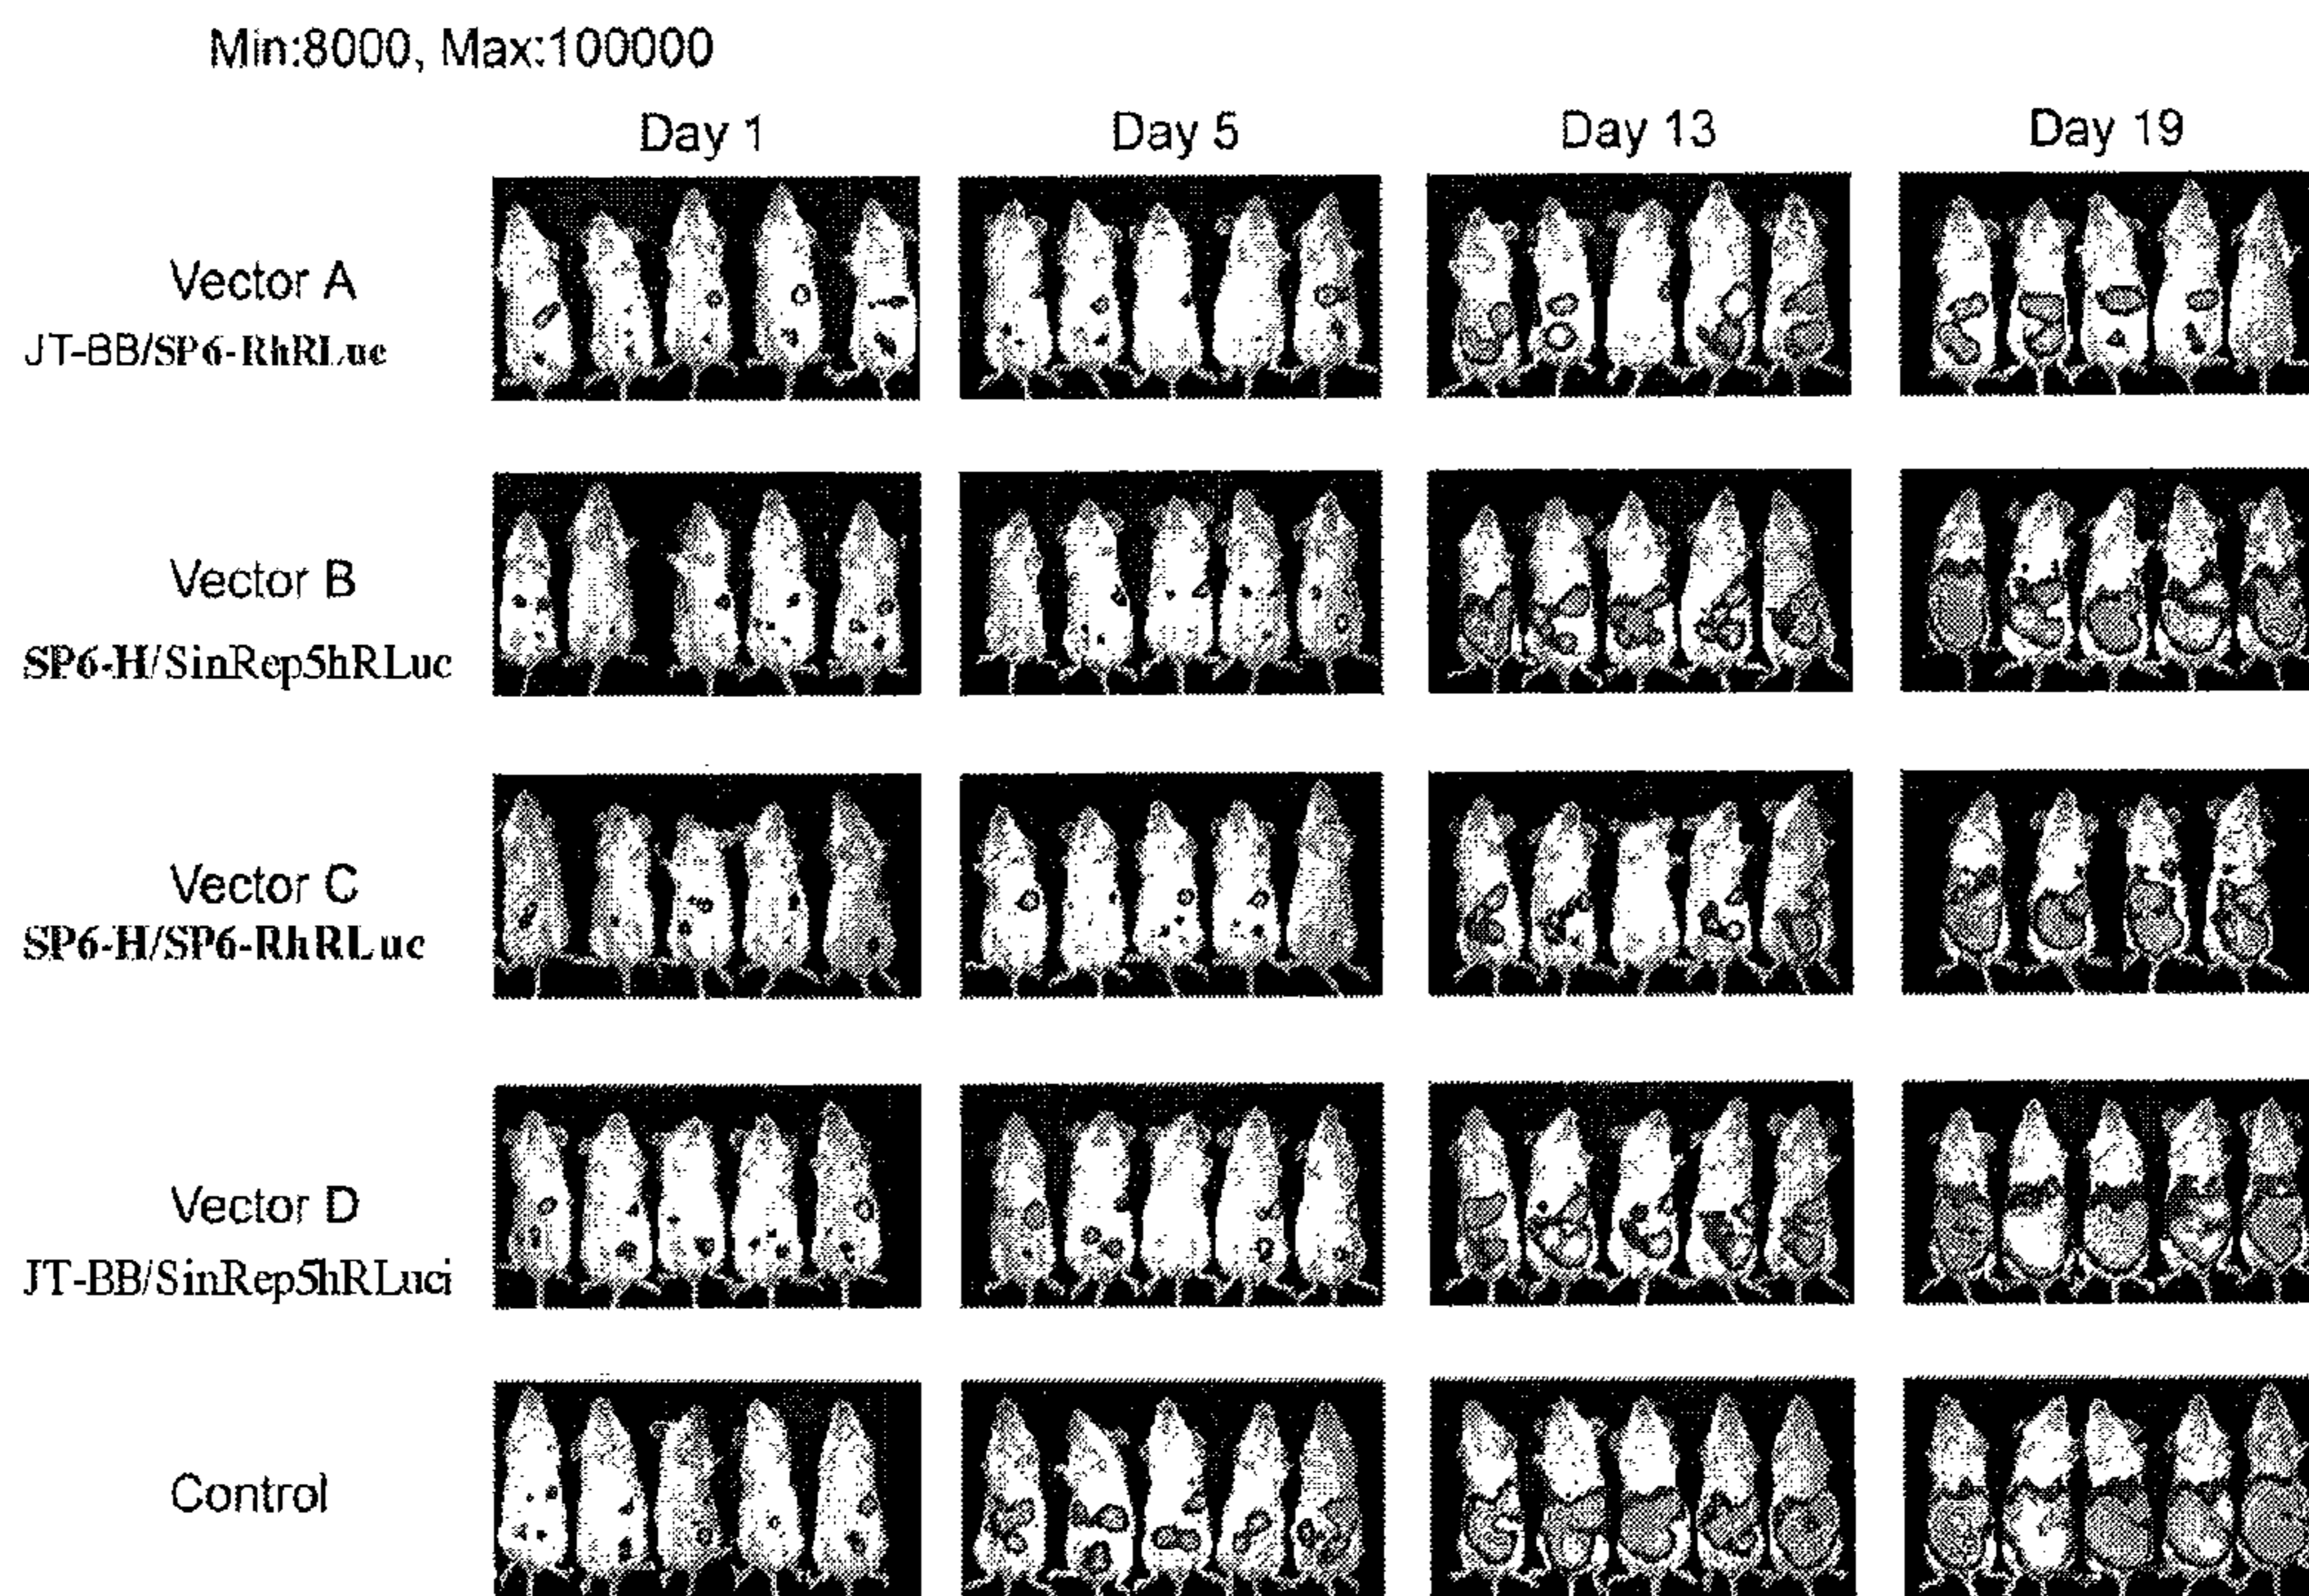 Min:8000, Max:100000
Day 1 Day 5 Day 13 Day 19
Vector A
JT-BB/SP6-RhRLuc
Vector B
SP6-H/SinRep5hRLuc
Vector C
SP6-H/SP6-RhRLuc
Vector D
JT-BB/SinRep5hRLuci
Control